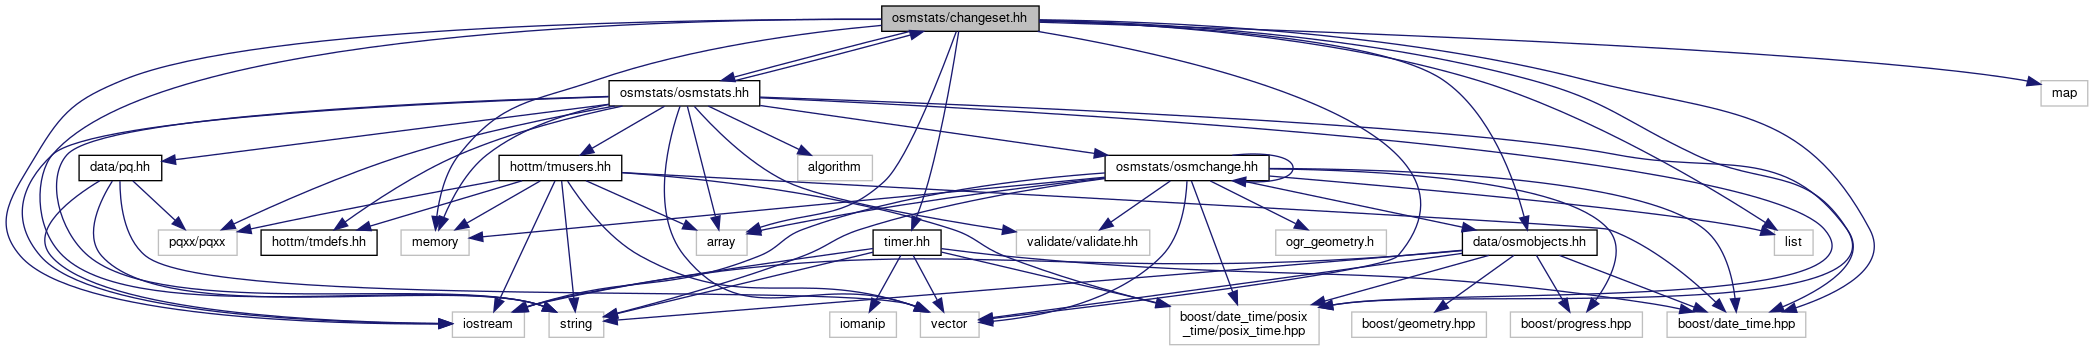 osmstats/changeset.hh
osmstats/osmstats.hh
map
data/pq.hh
hottm/tmusers.hh
algorithm
osmstats/osmchange.hh
pqxx/pqxx
hottm/tmdefs.hh
memory
array
timer.hh
validate/validate.hh
ogr_geometry.h
data/osmobjects.hh
list
iostream
string
iomanip
vector
boost/date_time/posix
_time/posix_time.hpp
boost/geometry.hpp
boost/progress.hpp
boost/date_time.hpp